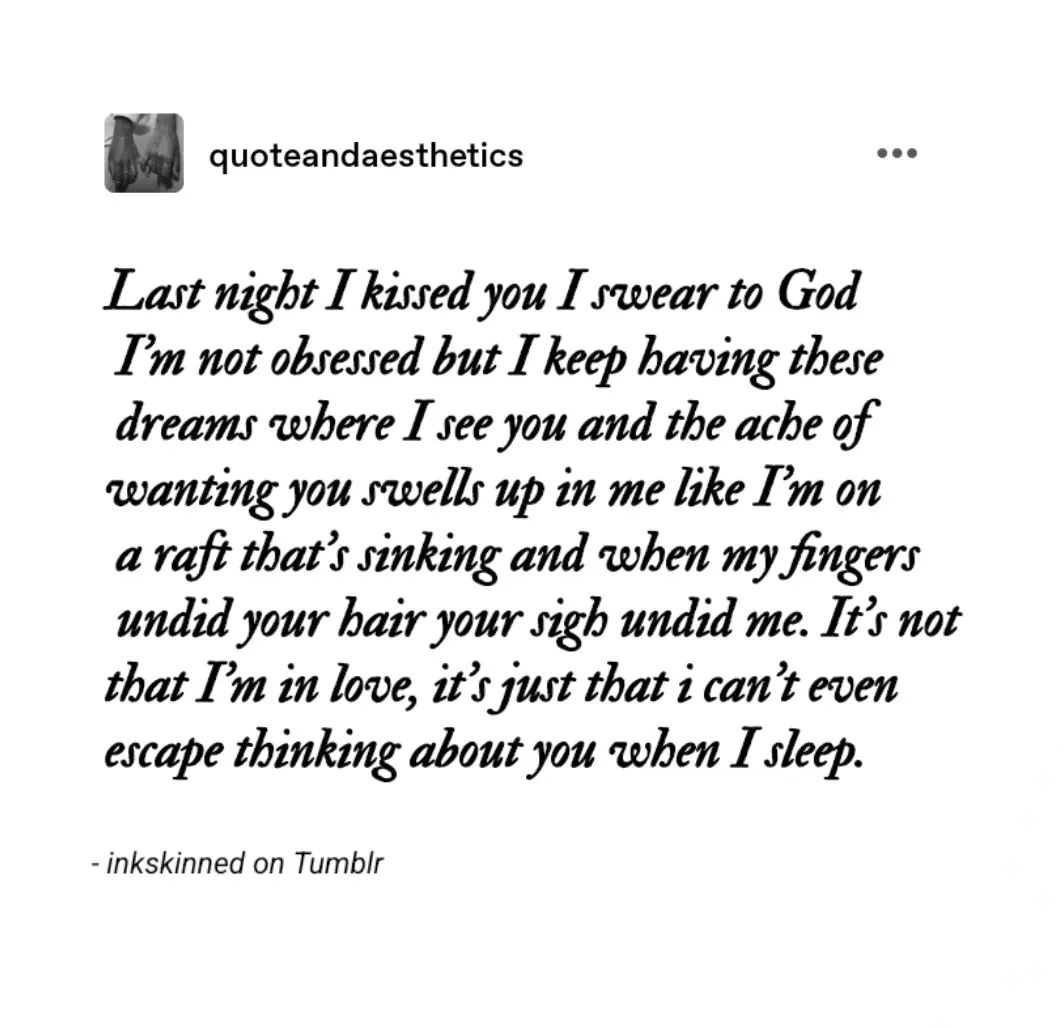 quoteandaesthetics
Last night I kissed you I swear to God
I’m not obsessed but I keep having these
dreams where I see you and the ache of
wanting you swells up in me like I’m on
a raft that’s sinking and when my fingers
undid your hair your sigh undid me. It’s not
that I’m in love, it’s just that i can’t even
escape thinking about you when I sleep.
- inkskinned on Tumblr